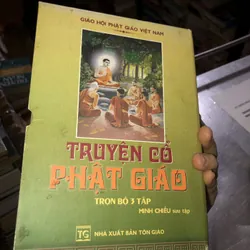 GIÁO HỘI PHẬT GIÁO VIỆT NAM
TRUYỆN CỔ
PHẬT GIÁO
TRỌN BỘ 3 TẬP
MINH CHIẾU sưu tập
TG
NHÀ XUẤT BẢN TÔN GIÁO